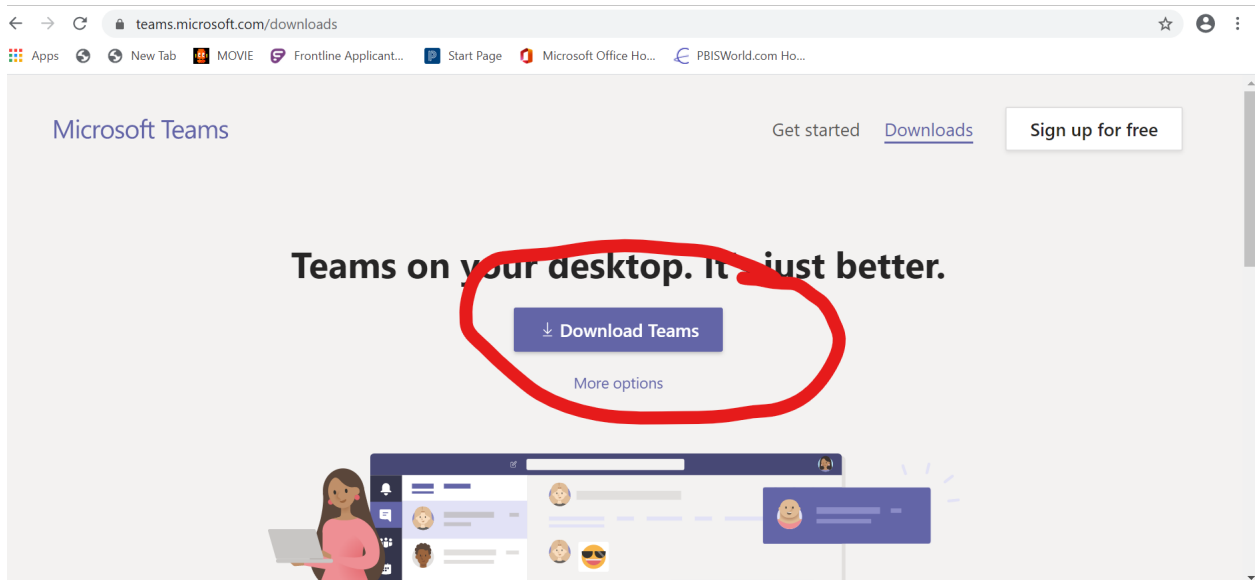 teams.microsoft.com/downloads
Apps New Tab MOVIE Frontline Applicant... Start Page Microsoft Office Ho... PBISWorld.com Ho...
Microsoft Teams Get started Downloads Sign up for free
Teams on your desktop. It's just better.
Download Teams
More options